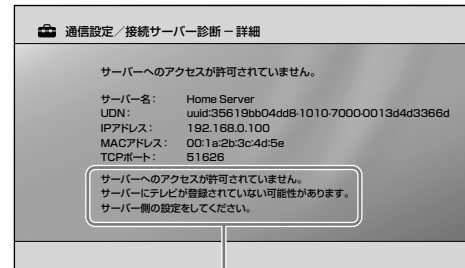 通信設定／接続サーバー診断－詳細
サーバーへのアクセスが許可されていません。
サーバー名： Home Server
UDN： uuid:35619bb04dd8-1010-7000-0013d4d3366d
IPアドレス： 192.168.0.100
MACアドレス： 00:1a:2b:3c:4d:5e
TCPポート： 51626
サーバーへのアクセスが許可されていません。
サーバーにテレビが登録されていない可能性があります。
サーバー側の設定をしてください。